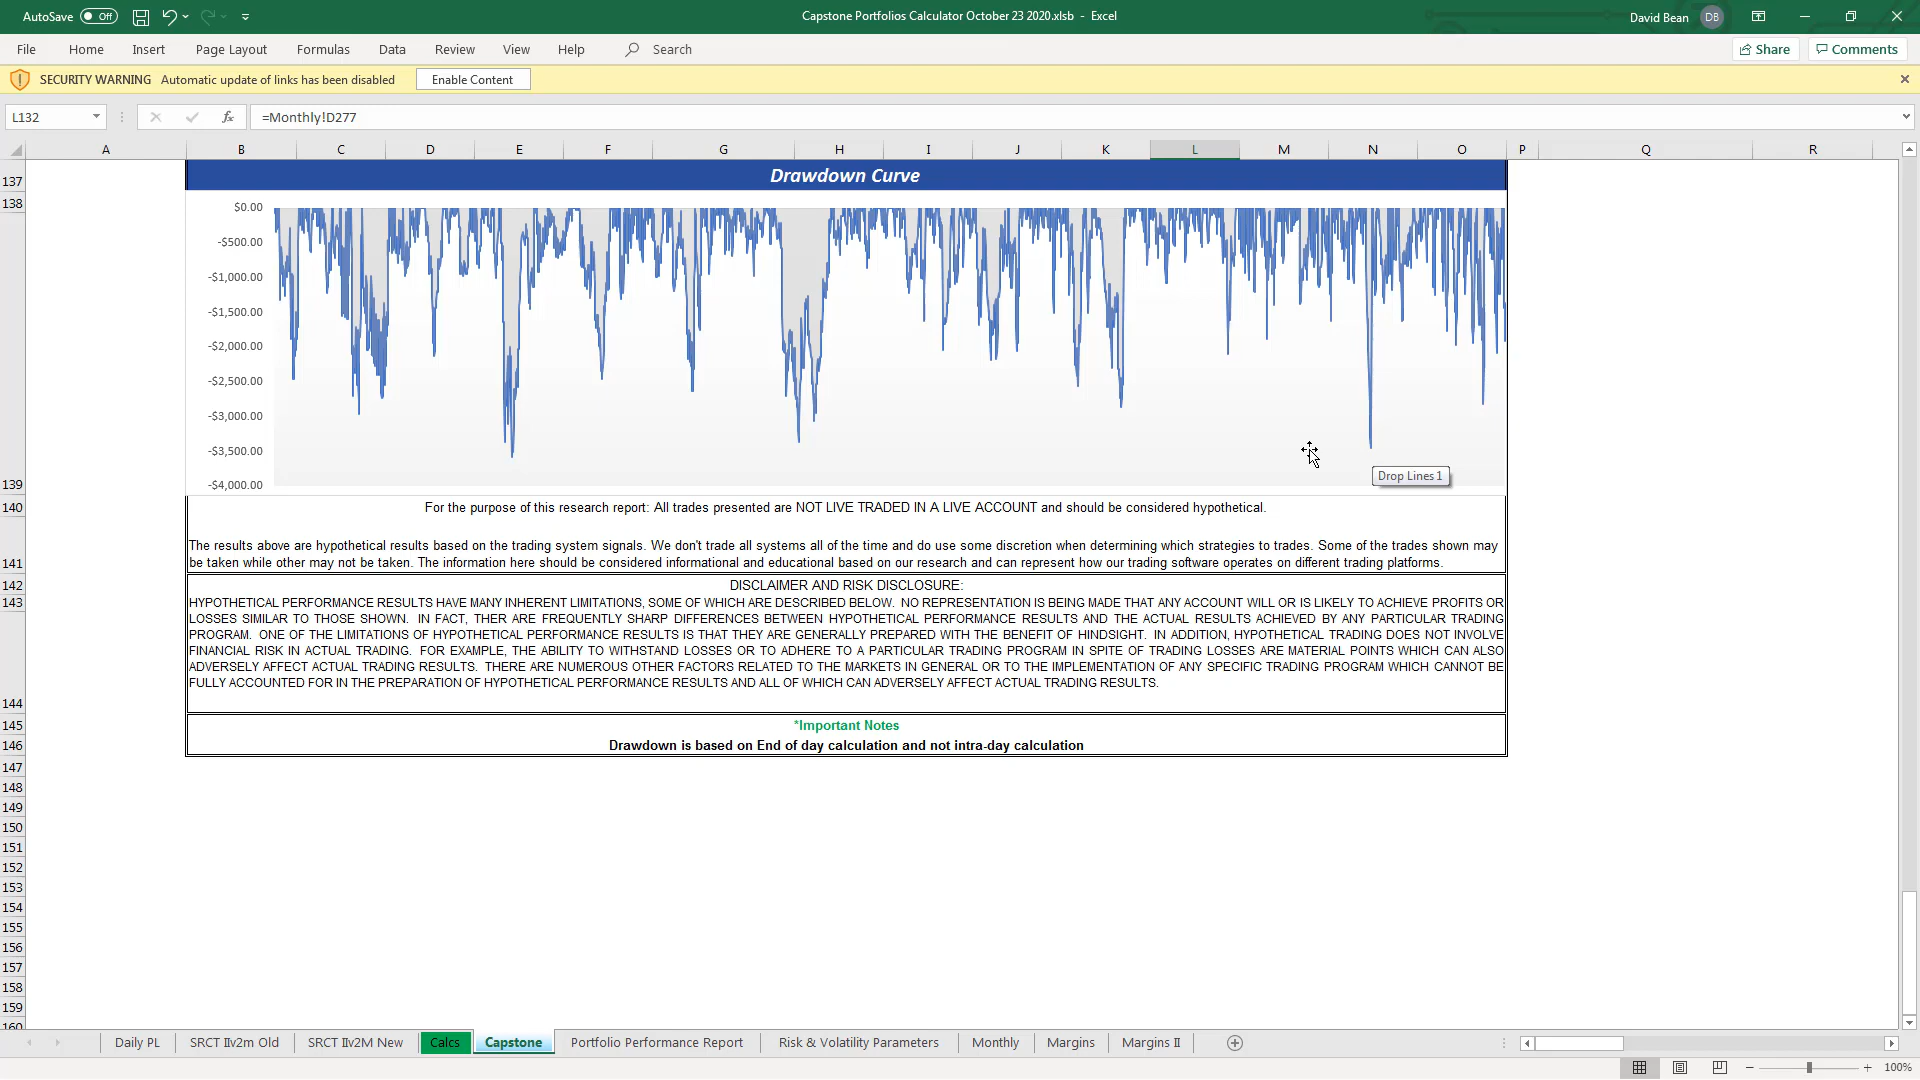 AutoSave Off
Capstone Portfolios Calculator October 23 2020.xlsb - Excel
David Bean DB
File Home Insert Page Layout Formulas Data Review View Help Search
Share Comments
SECURITY WARNING Automatic update of links has been disabled Enable Content
L132 fx =Monthly!D277
A B C D E F G H I J K L M N O P Q R
137 Drawdown Curve
138
$0.00
-$500.00
-$1,000.00
-$1,500.00
-$2,000.00
-$2,500.00
-$3,000.00
-$3,500.00
Drop Lines 1
139 -$4,000.00
140 For the purpose of this research report: All trades presented are NOT LIVE TRADED IN A LIVE ACCOUNT and should be considered hypothetical.
The results above are hypothetical results based on the trading system signals. We don't trade all systems all of the time and do use some discretion when determining which strategies to trades. Some of the trades shown may
141 be taken while other may not be taken. The information here should be considered informational and educational based on our research and can represent how our trading software operates on different trading platforms.
142 DISCLAIMER AND RISK DISCLOSURE:
143 HYPOTHETICAL PERFORMANCE RESULTS HAVE MANY INHERENT LIMITATIONS, SOME OF WHICH ARE DESCRIBED BELOW. NO REPRESENTATION IS BEING MADE THAT ANY ACCOUNT WILL OR IS LIKELY TO ACHIEVE PROFITS OR
LOSSES SIMILAR TO THOSE SHOWN. IN FACT, THER ARE FREQUENTLY SHARP DIFFERENCES BETWEEN HYPOTHETICAL PERFORMANCE RESULTS AND THE ACTUAL RESULTS ACHIEVED BY ANY PARTICULAR TRADING
PROGRAM. ONE OF THE LIMITATIONS OF HYPOTHETICAL PERFORMANCE RESULTS IS THAT THEY ARE GENERALLY PREPARED WITH THE BENEFIT OF HINDSIGHT. IN ADDITION, HYPOTHETICAL TRADING DOES NOT INVOLVE
FINANCIAL RISK IN ACTUAL TRADING. FOR EXAMPLE, THE ABILITY TO WITHSTAND LOSSES OR TO ADHERE TO A PARTICULAR TRADING PROGRAM IN SPITE OF TRADING LOSSES ARE MATERIAL POINTS WHICH CAN ALSO
ADVERSELY AFFECT ACTUAL TRADING RESULTS. THERE ARE NUMEROUS OTHER FACTORS RELATED TO THE MARKETS IN GENERAL OR TO THE IMPLEMENTATION OF ANY SPECIFIC TRADING PROGRAM WHICH CANNOT BE
FULLY ACCOUNTED FOR IN THE PREPARATION OF HYPOTHETICAL PERFORMANCE RESULTS AND ALL OF WHICH CAN ADVERSELY AFFECT ACTUAL TRADING RESULTS.
144
145 *Important Notes
146 Drawdown is based on End of day calculation and not intra-day calculation
147
148
149
150
151
152
153
154
155
156
157
158
159
160
Daily PL SRCT IIv2m Old SRCT IIv2M New Calcs Capstone Portfolio Performance Report Risk & Volatility Parameters Monthly Margins Margins II
100%